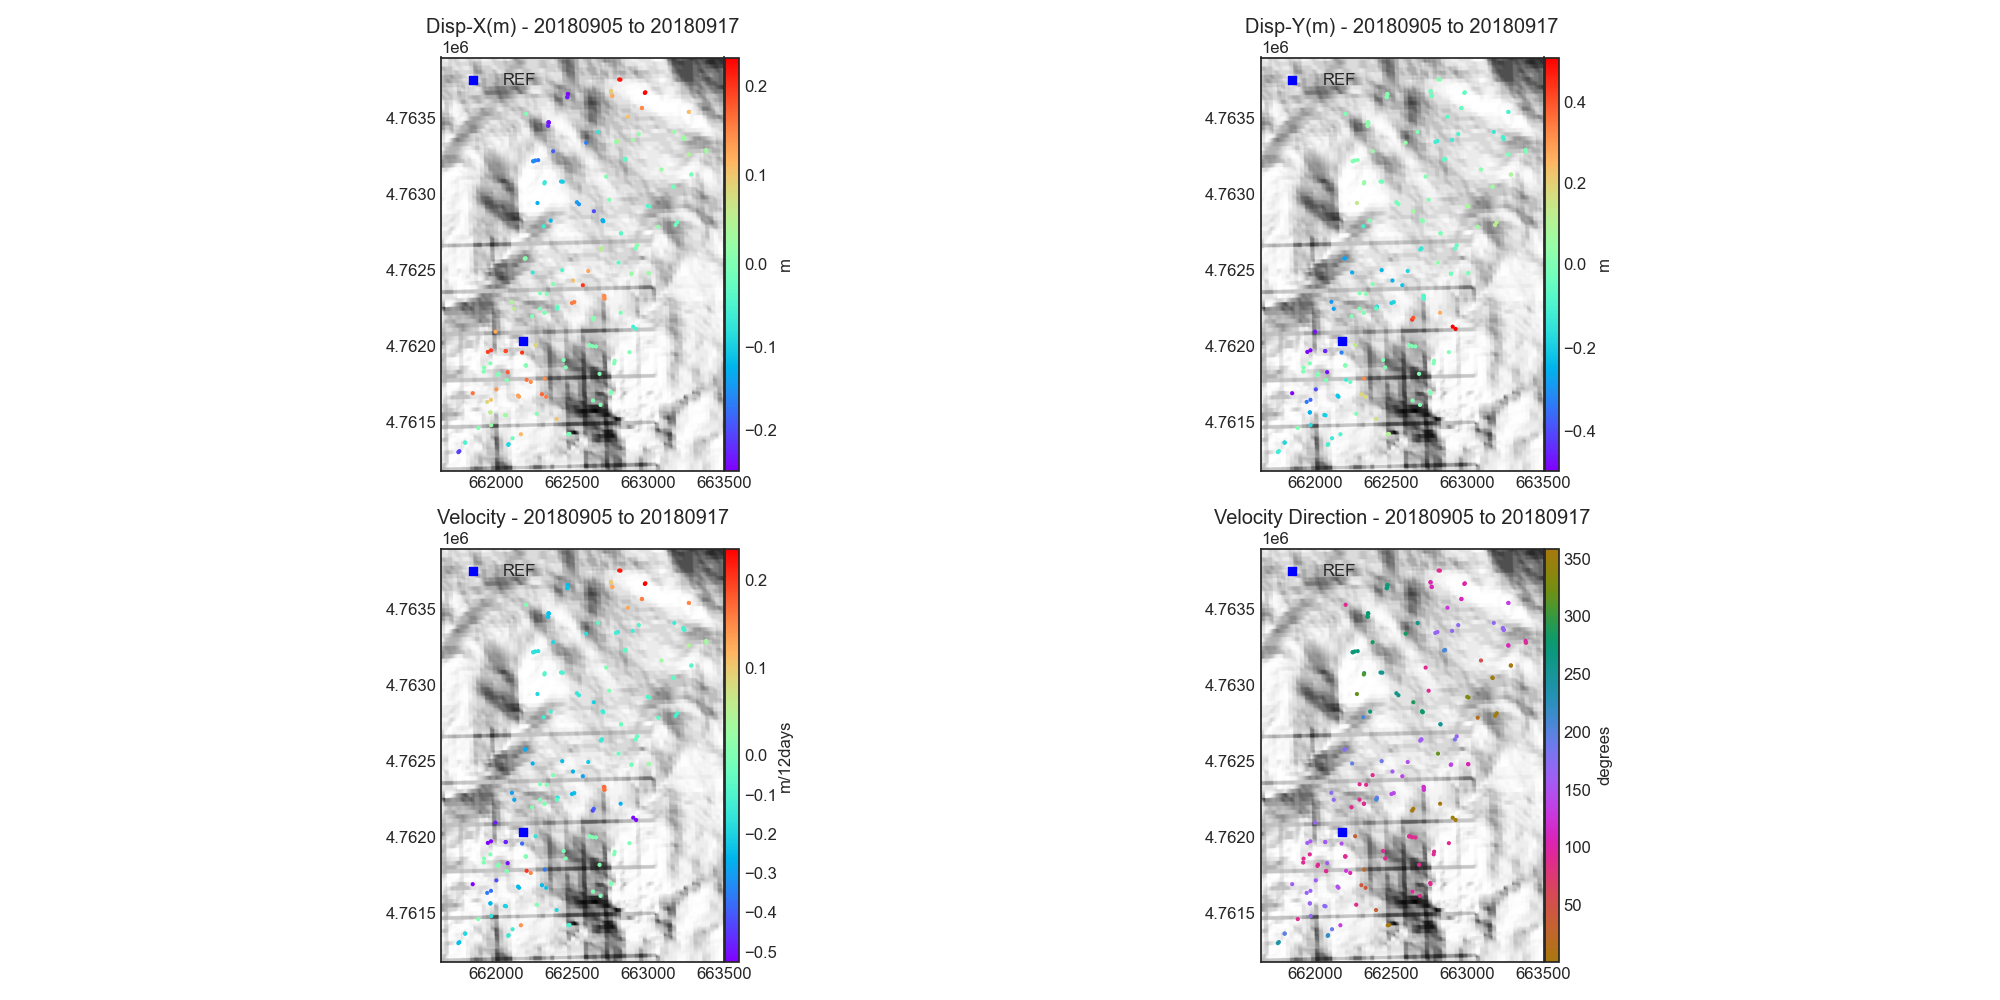 Disp-X(m) - 20180905 to 20180917
1e6
REF
4.7635
4.7630
4.7625
4.7620
4.7615
662000 662500 663000 663500
0.2
0.1
0.0
−0.1
−0.2
m
Disp-Y(m) - 20180905 to 20180917
1e6
REF
4.7635
4.7630
4.7625
4.7620
4.7615
662000 662500 663000 663500
0.4
0.2
0.0
−0.2
−0.4
m
Velocity - 20180905 to 20180917
1e6
REF
4.7635
4.7630
4.7625
4.7620
4.7615
662000 662500 663000 663500
0.2
0.1
0.0
−0.1
−0.2
−0.3
−0.4
−0.5
m/12days
Velocity Direction - 20180905 to 20180917
1e6
REF
4.7635
4.7630
4.7625
4.7620
4.7615
662000 662500 663000 663500
350
300
250
200
150
100
50
degrees